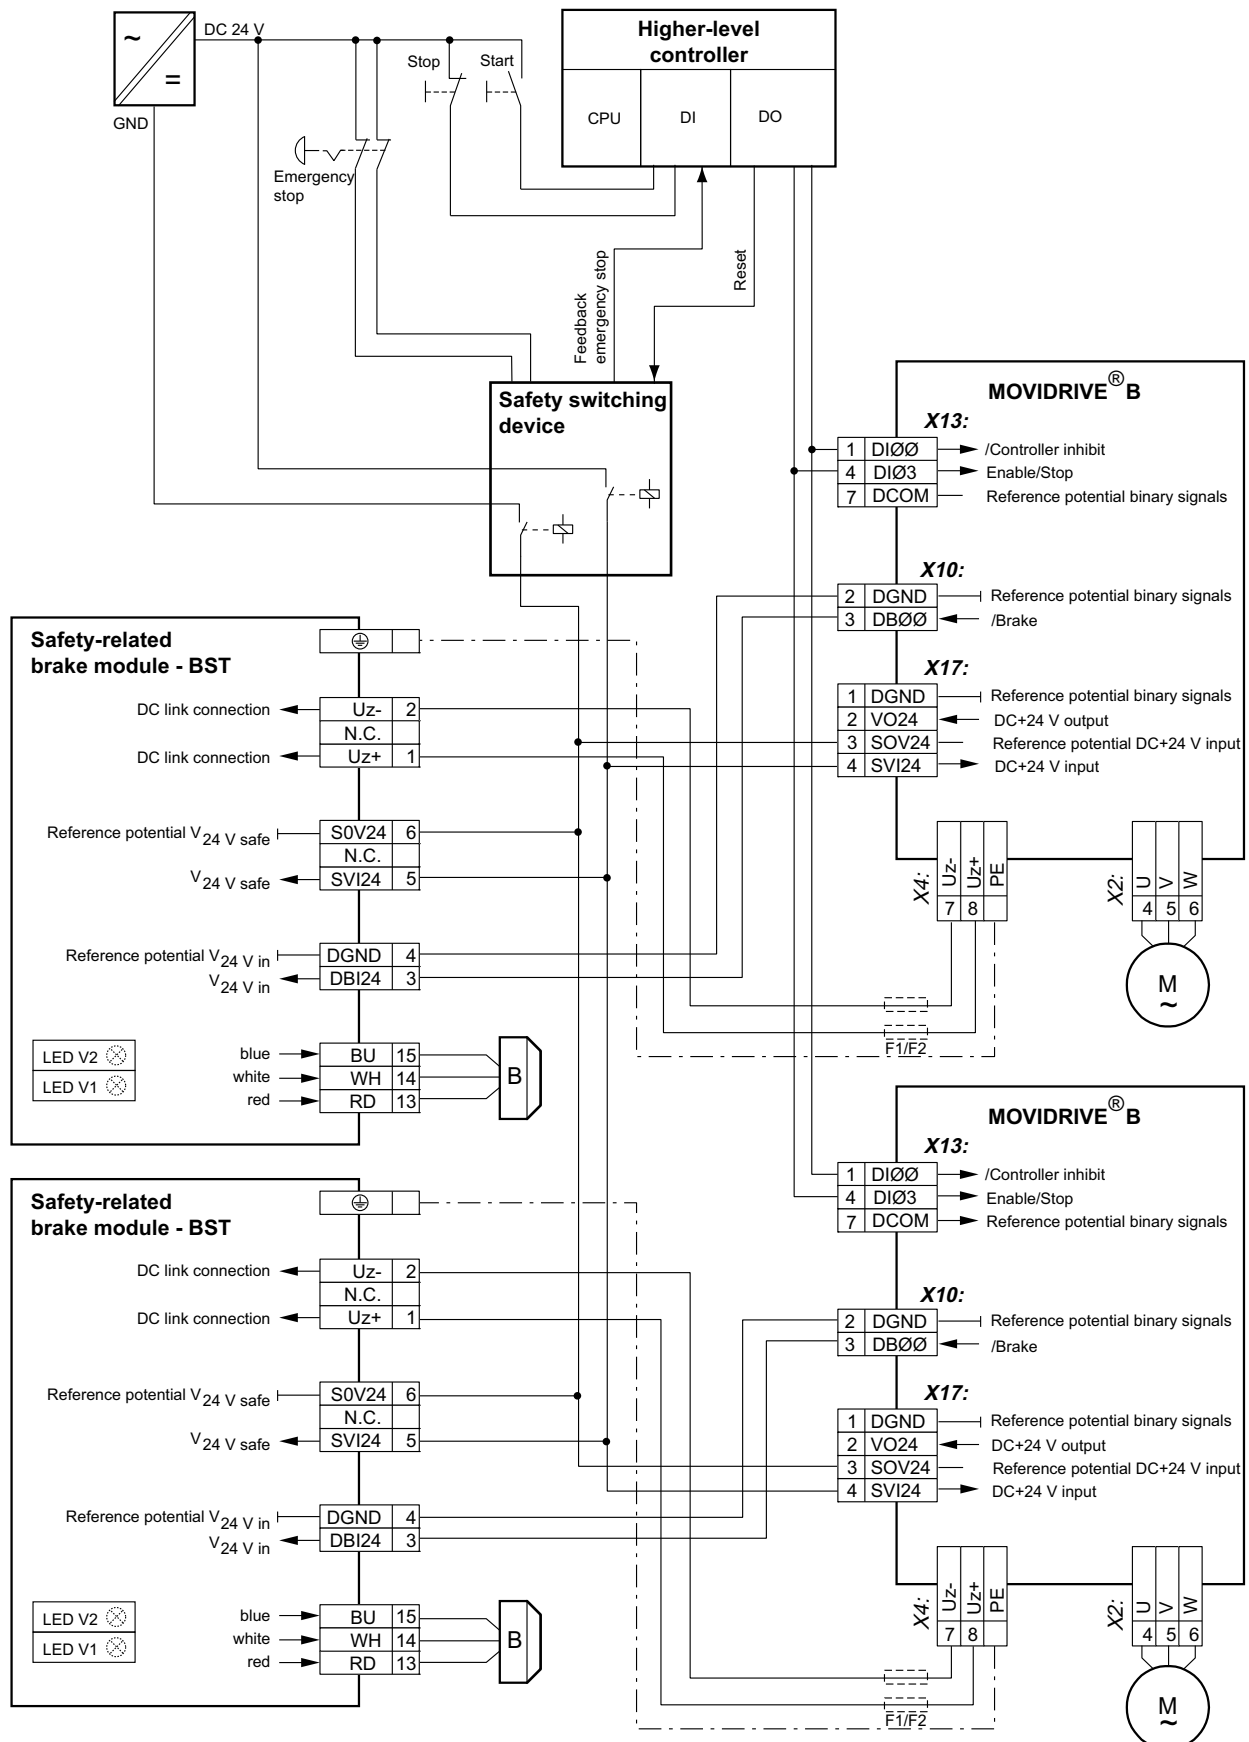 DC 24 V
GND
Emergency
stop
Stop
Start
Higher-level
controller
CPU
DI
DO
Feedback
emergency stop
Reset
Safety switching
device
MOVIDRIVE® B
X13:
1 DIØØ /Controller inhibit
4 DIØ3 Enable/Stop
7 DCOM Reference potential binary signals
X10:
2 DGND Reference potential binary signals
3 DBØØ /Brake
X17:
1 DGND Reference potential binary signals
2 VO24 DC+24 V output
3 SOV24 Reference potential DC+24 V input
4 SVI24 DC+24 V input
X4:
Uz- Uz+ PE
7 8
X2:
U V W
4 5 6
M
~
F1/F2
Safety-related
brake module - BST
DC link connection Uz- 2
N.C.
DC link connection Uz+ 1
Reference potential V24 V safe S0V24 6
N.C.
V24 V safe SVI24 5
Reference potential V24 V in DGND 4
V24 V in DBI24 3
LED V2
LED V1
blue BU 15
white WH 14
red RD 13
B
MOVIDRIVE® B
X13:
1 DIØØ /Controller inhibit
4 DIØ3 Enable/Stop
7 DCOM Reference potential binary signals
X10:
2 DGND Reference potential binary signals
3 DBØØ /Brake
X17:
1 DGND Reference potential binary signals
2 VO24 DC+24 V output
3 SOV24 Reference potential DC+24 V input
4 SVI24 DC+24 V input
X4:
Uz- Uz+ PE
7 8
X2:
U V W
4 5 6
M
~
F1/F2
Safety-related
brake module - BST
DC link connection Uz- 2
N.C.
DC link connection Uz+ 1
Reference potential V24 V safe S0V24 6
N.C.
V24 V safe SVI24 5
Reference potential V24 V in DGND 4
V24 V in DBI24 3
LED V2
LED V1
blue BU 15
white WH 14
red RD 13
B